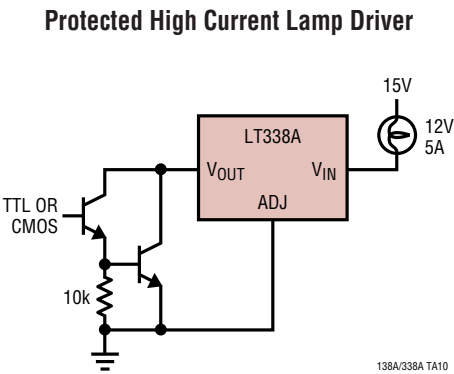 Protected High Current Lamp Driver
15V
12V
5A
LT338A
VOUT
VIN
ADJ
TTL OR
CMOS
10k
138A/338A TA10